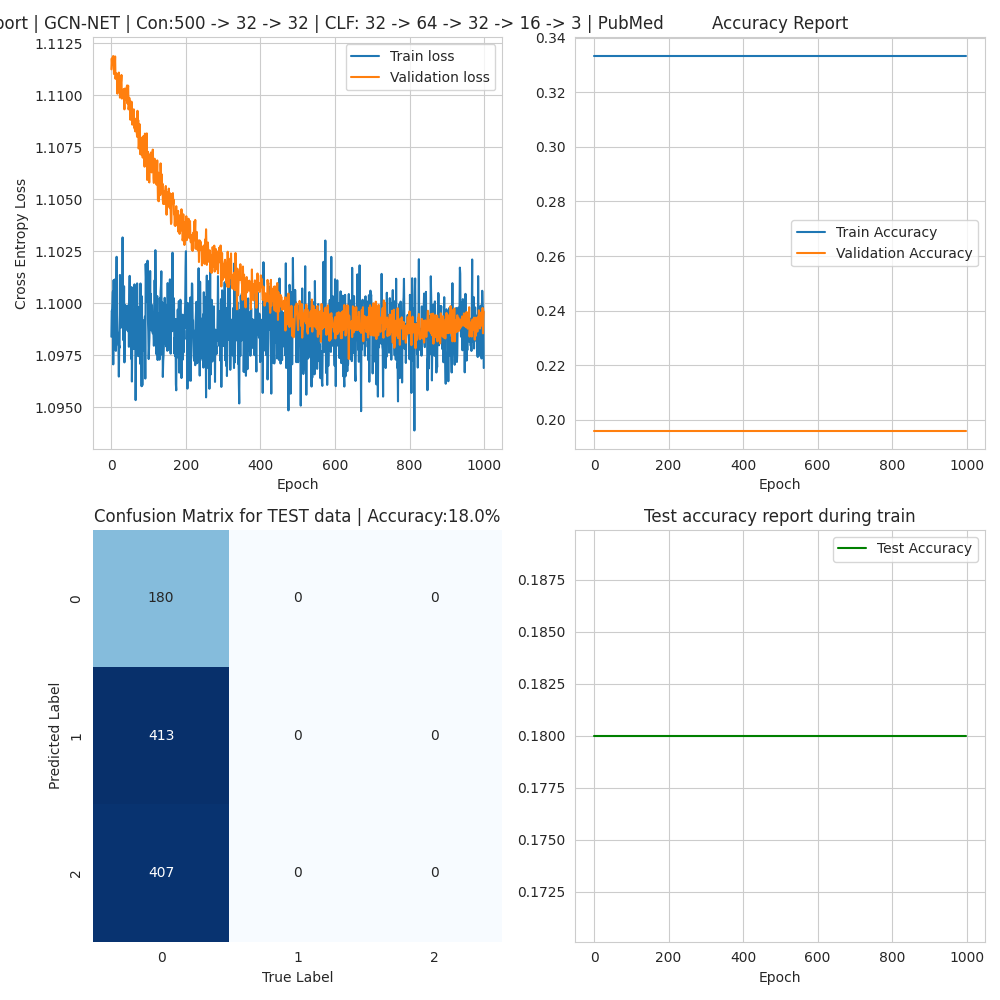 port | GCN-NET | Con:500 -> 32 -> 32 | CLF: 32 -> 64 -> 32 -> 16 -> 3 | PubMed
Accuracy Report
1.1125
1.1100
1.1075
1.1050
1.1025
1.1000
1.0975
1.0950
Cross Entropy Loss
Train loss
Validation loss
0 200 400 600 800 1000
Epoch
0.34
0.32
0.30
0.28
0.26
0.24
0.22
0.20
Train Accuracy
Validation Accuracy
0 200 400 600 800 1000
Epoch
Confusion Matrix for TEST data | Accuracy:18.0%
Predicted Label
0
1
2
180 0 0
413 0 0
407 0 0
0 1 2
True Label
Test accuracy report during train
Test Accuracy
0.1875
0.1850
0.1825
0.1800
0.1775
0.1750
0.1725
0 200 400 600 800 1000
Epoch